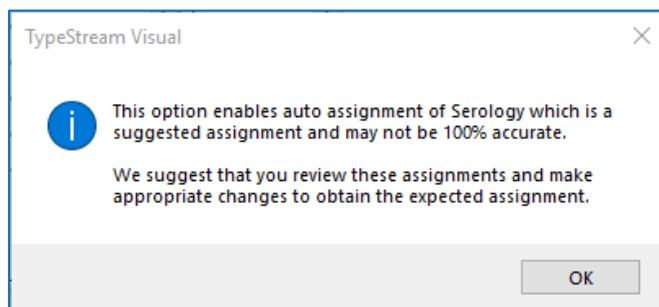 TypeStream Visual
This option enables auto assignment of Serology which is a
suggested assignment and may not be 100% accurate.
We suggest that you review these assignments and make
appropriate changes to obtain the expected assignment.
OK